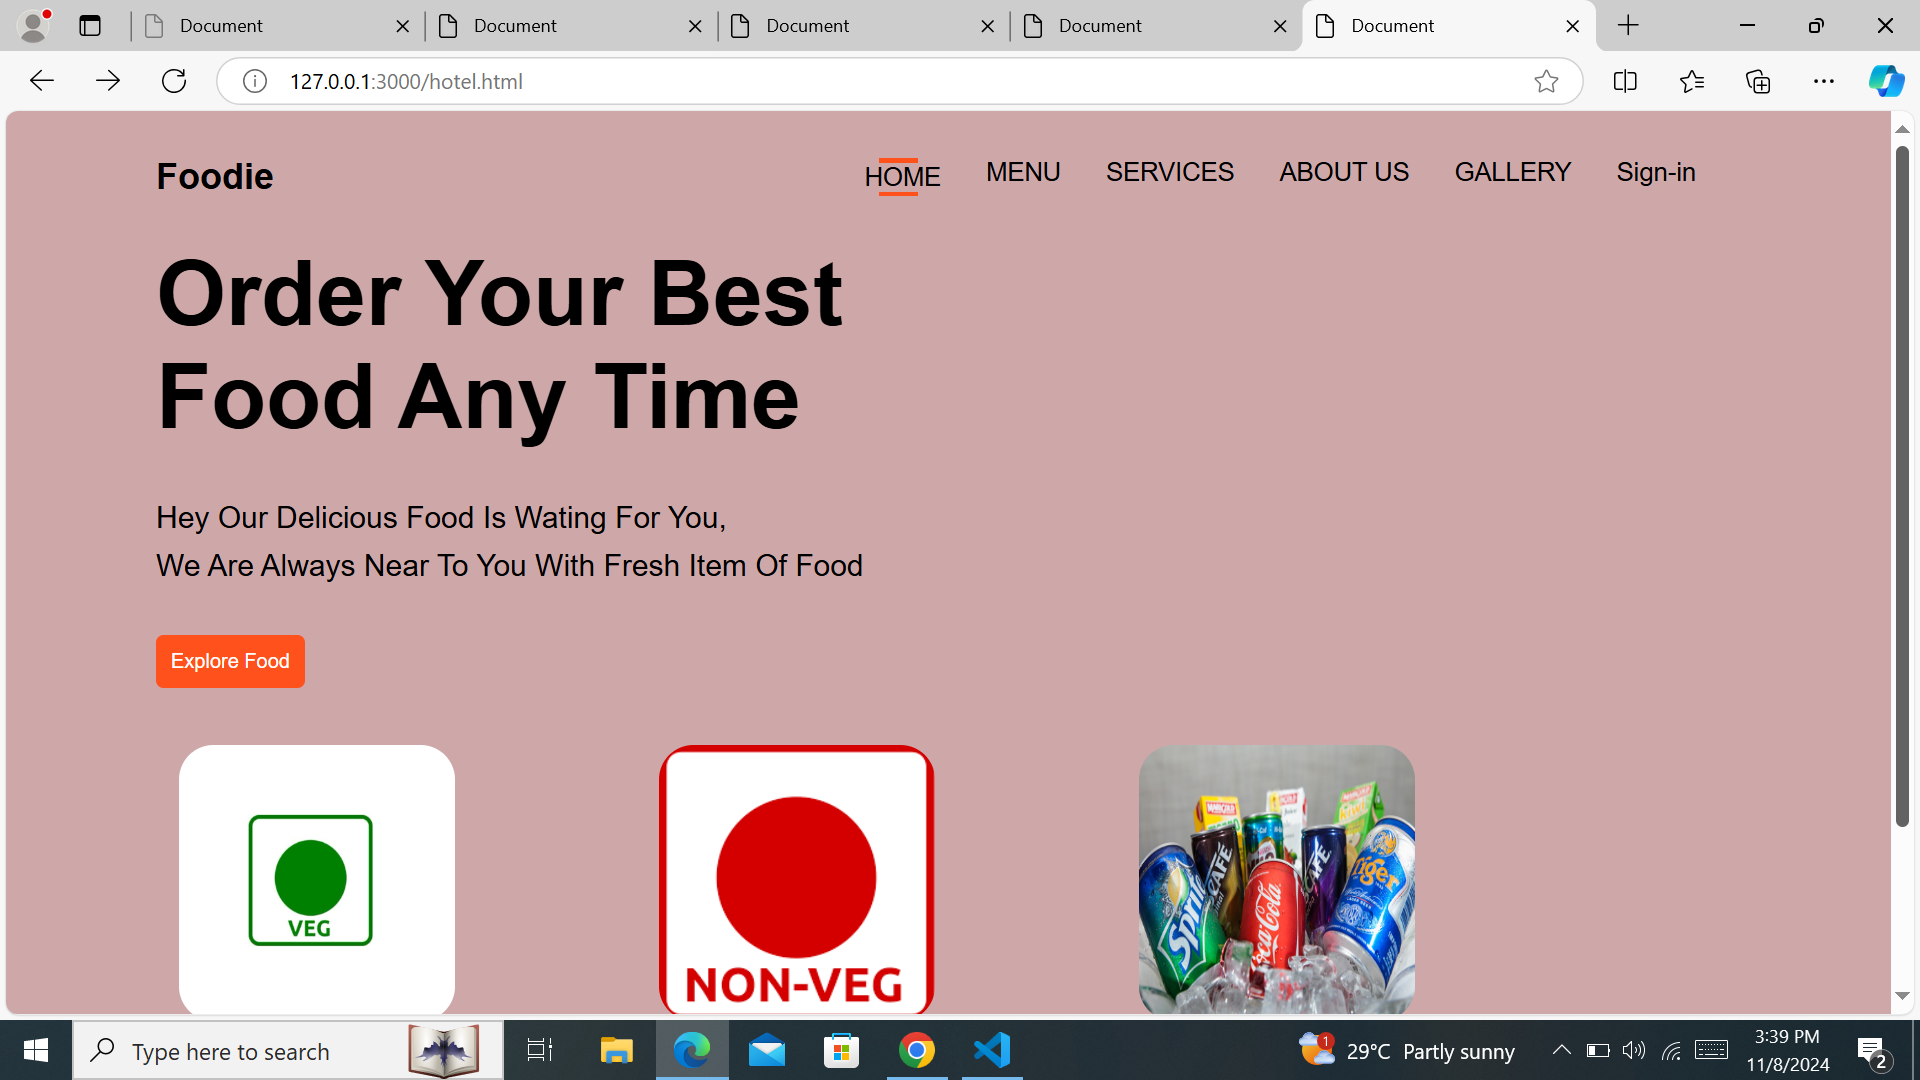 Document
Document
Document
Document
Document
127.0.0.1:3000/hotel.html
Foodie
HOME
MENU
SERVICES
ABOUT US
GALLERY
Sign-in
Order Your Best
Food Any Time
Hey Our Delicious Food Is Wating For You,
We Are Always Near To You With Fresh Item Of Food
Explore Food
VEG
NON-VEG
Sprite
CAFÉ
Coca-Cola
CAFÉ
Tiger
Type here to search
1
29°C Partly sunny
3:39 PM
11/8/2024
2